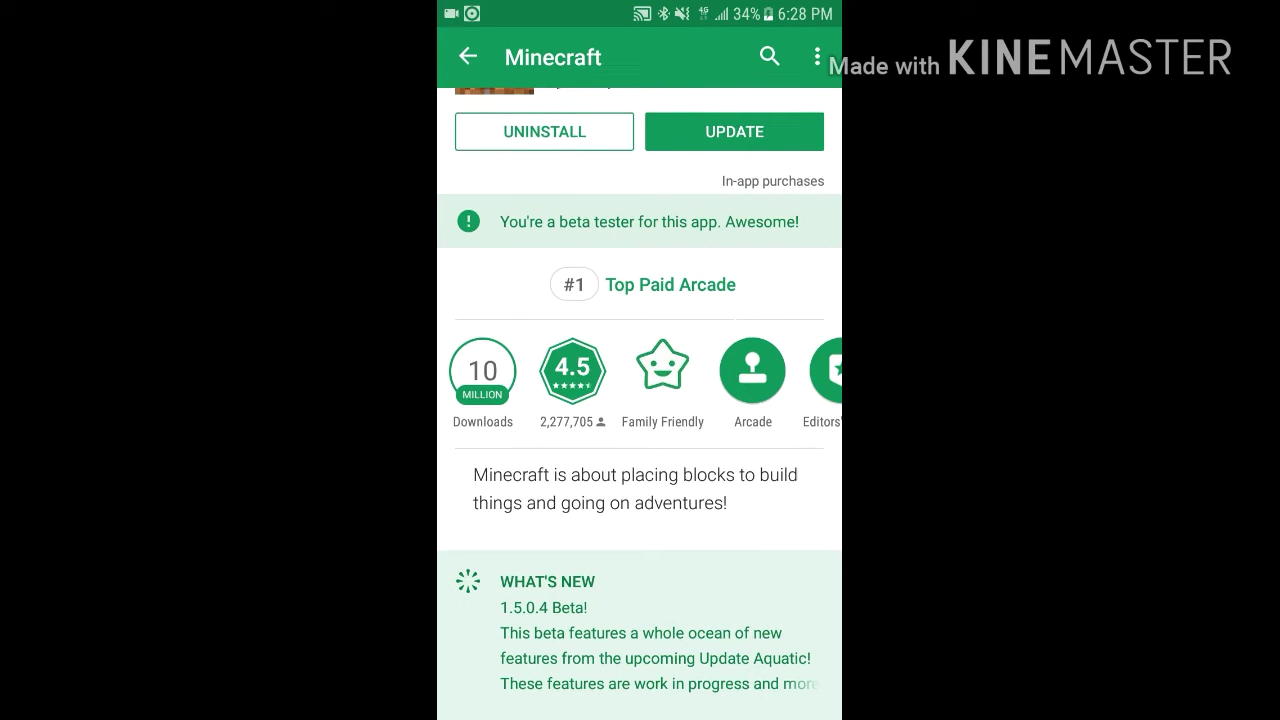 34% 6:28 PM
Minecraft
Made with KINEMASTER
UNINSTALL
UPDATE
In-app purchases
You're a beta tester for this app. Awesome!
#1 Top Paid Arcade
10
MILLION
Downloads
4.5
2,277,705
Family Friendly
Arcade
Editors'
Minecraft is about placing blocks to build
things and going on adventures!
WHAT'S NEW
1.5.0.4 Beta!
This beta features a whole ocean of new
features from the upcoming Update Aquatic!
These features are work in progress and more